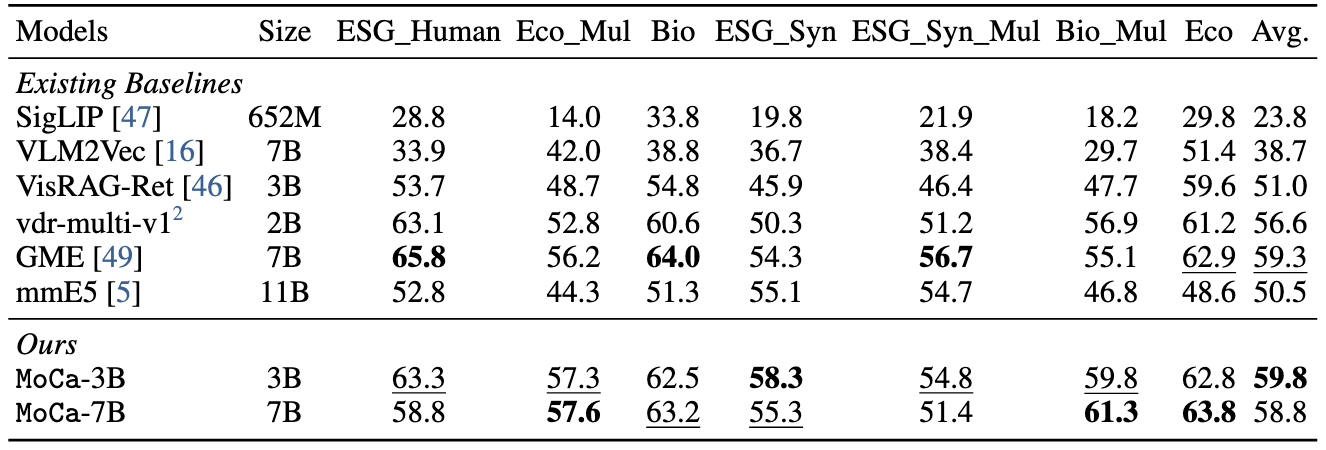 Models Size ESG_Human Eco_Mul Bio ESG_Syn ESG_Syn_Mul Bio_Mul Eco Avg.
Existing Baselines
SigLIP [47] 652M 28.8 14.0 33.8 19.8 21.9 18.2 29.8 23.8
VLM2Vec [16] 7B 33.9 42.0 38.8 36.7 38.4 29.7 51.4 38.7
VisRAG-Ret [46] 3B 53.7 48.7 54.8 45.9 46.4 47.7 59.6 51.0
vdr-multi-v1² 2B 63.1 52.8 60.6 50.3 51.2 56.9 61.2 56.6
GME [49] 7B 65.8 56.2 64.0 54.3 56.7 55.1 62.9 59.3
mmE5 [5] 11B 52.8 44.3 51.3 55.1 54.7 46.8 48.6 50.5
Ours
MoCa-3B 3B 63.3 57.3 62.5 58.3 54.8 59.8 62.8 59.8
MoCa-7B 7B 58.8 57.6 63.2 55.3 51.4 61.3 63.8 58.8